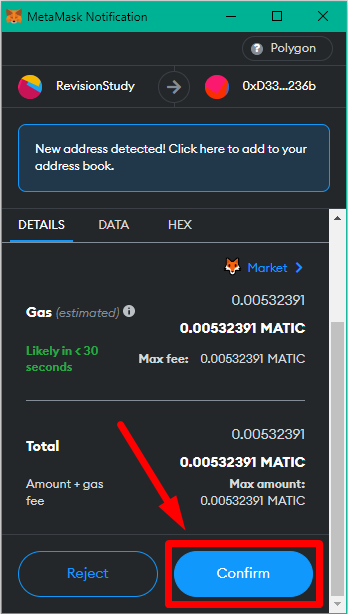 MetaMask Notification
? Polygon
RevisionStudy 0xD33...236b
New address detected! Click here to add to your
address book.
DETAILS DATA HEX
Market
0.00532391
Gas (estimated) 0.00532391 MATIC
Likely in < 30
seconds
Max fee: 0.00532391 MATIC
0.00532391
Total 0.00532391 MATIC
Amount + gas
fee
Max amount:
0.00532391 MATIC
Reject Confirm